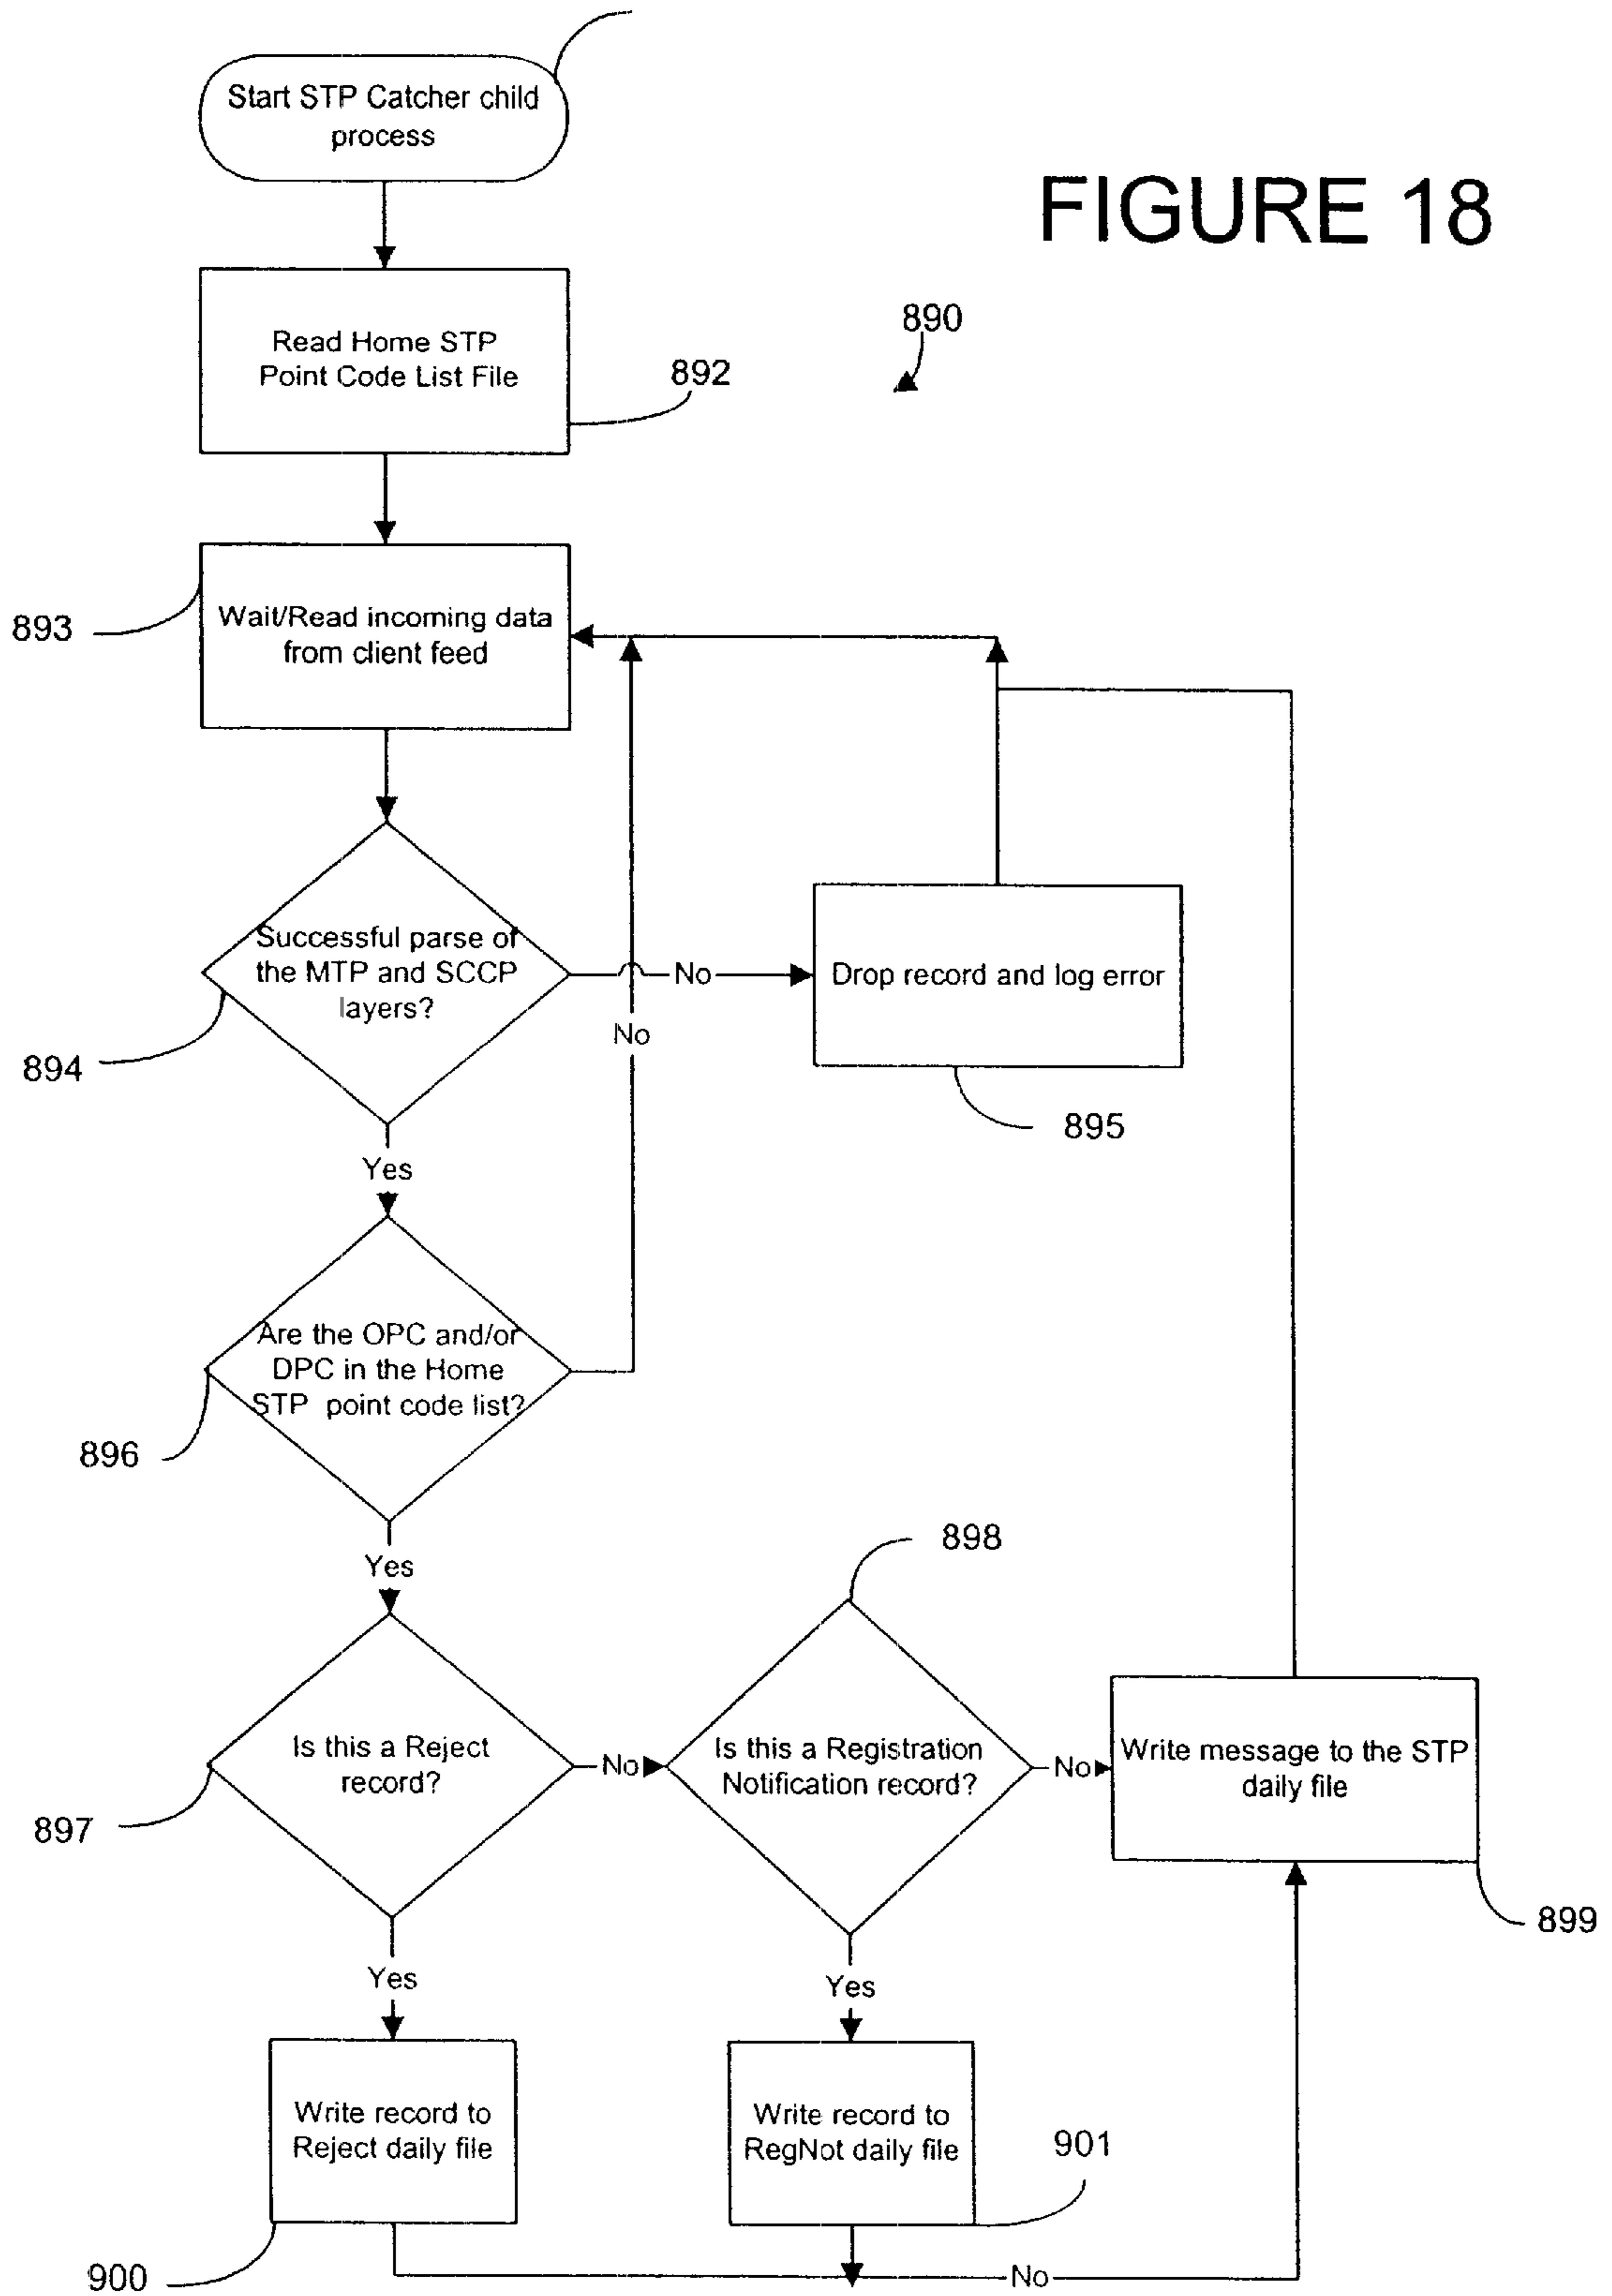 Start STP Catcher child
process
FIGURE 18
890
Read Home STP
Point Code List File
892
893
Wait/Read incoming data
from client feed
Successful parse of
the MTP and SCCP
layers?
No
Drop record and log error
No
894
895
Yes
Are the OPC and/or
DPC in the Home
STP point code list?
896
898
Yes
Is this a Reject
record?
No
Is this a Registration
Notification record?
No
Write message to the STP
daily file
897
899
Yes
Yes
Write record to
Reject daily file
Write record to
RegNot daily file
901
900
No